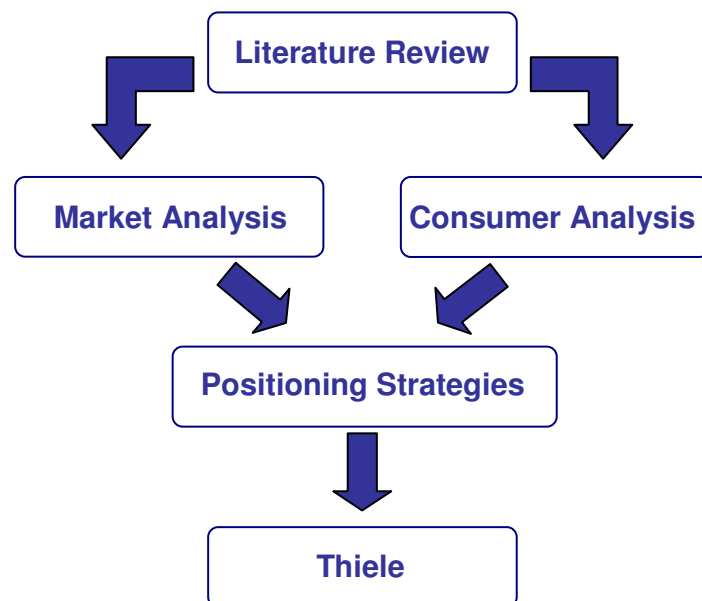 Literature Review
Market Analysis
Consumer Analysis
Positioning Strategies
Thiele